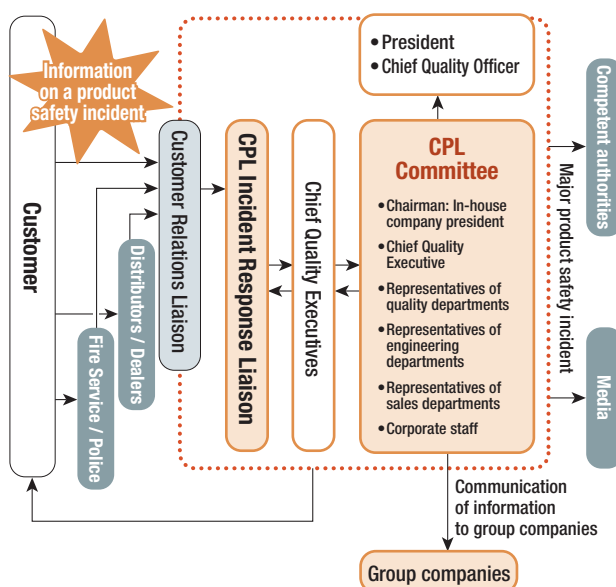 Information
on a product
safety incident
• President
• Chief Quality Officer
Customer
Fire Service / Police
Distributors / Dealers
Customer Relations Liaison
CPL Incident Response Liaison
Chief Quality Executives
CPL
Committee
• Chairman: In-house
company president
• Chief Quality
Executive
• Representatives of
quality departments
• Representatives of
engineering
departments
• Representatives of
sales departments
• Corporate staff
Major product safety incident
Competent authorities
Media
Communication
of information
to group companies
Group companies